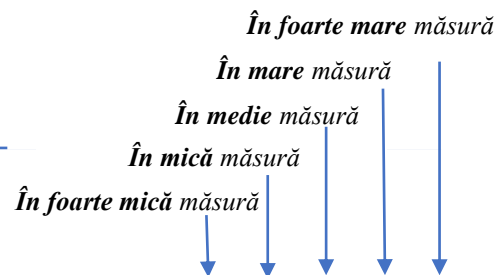 În foarte mare măsură
În mare măsură
În medie măsură
În mică măsură
În foarte mică măsură